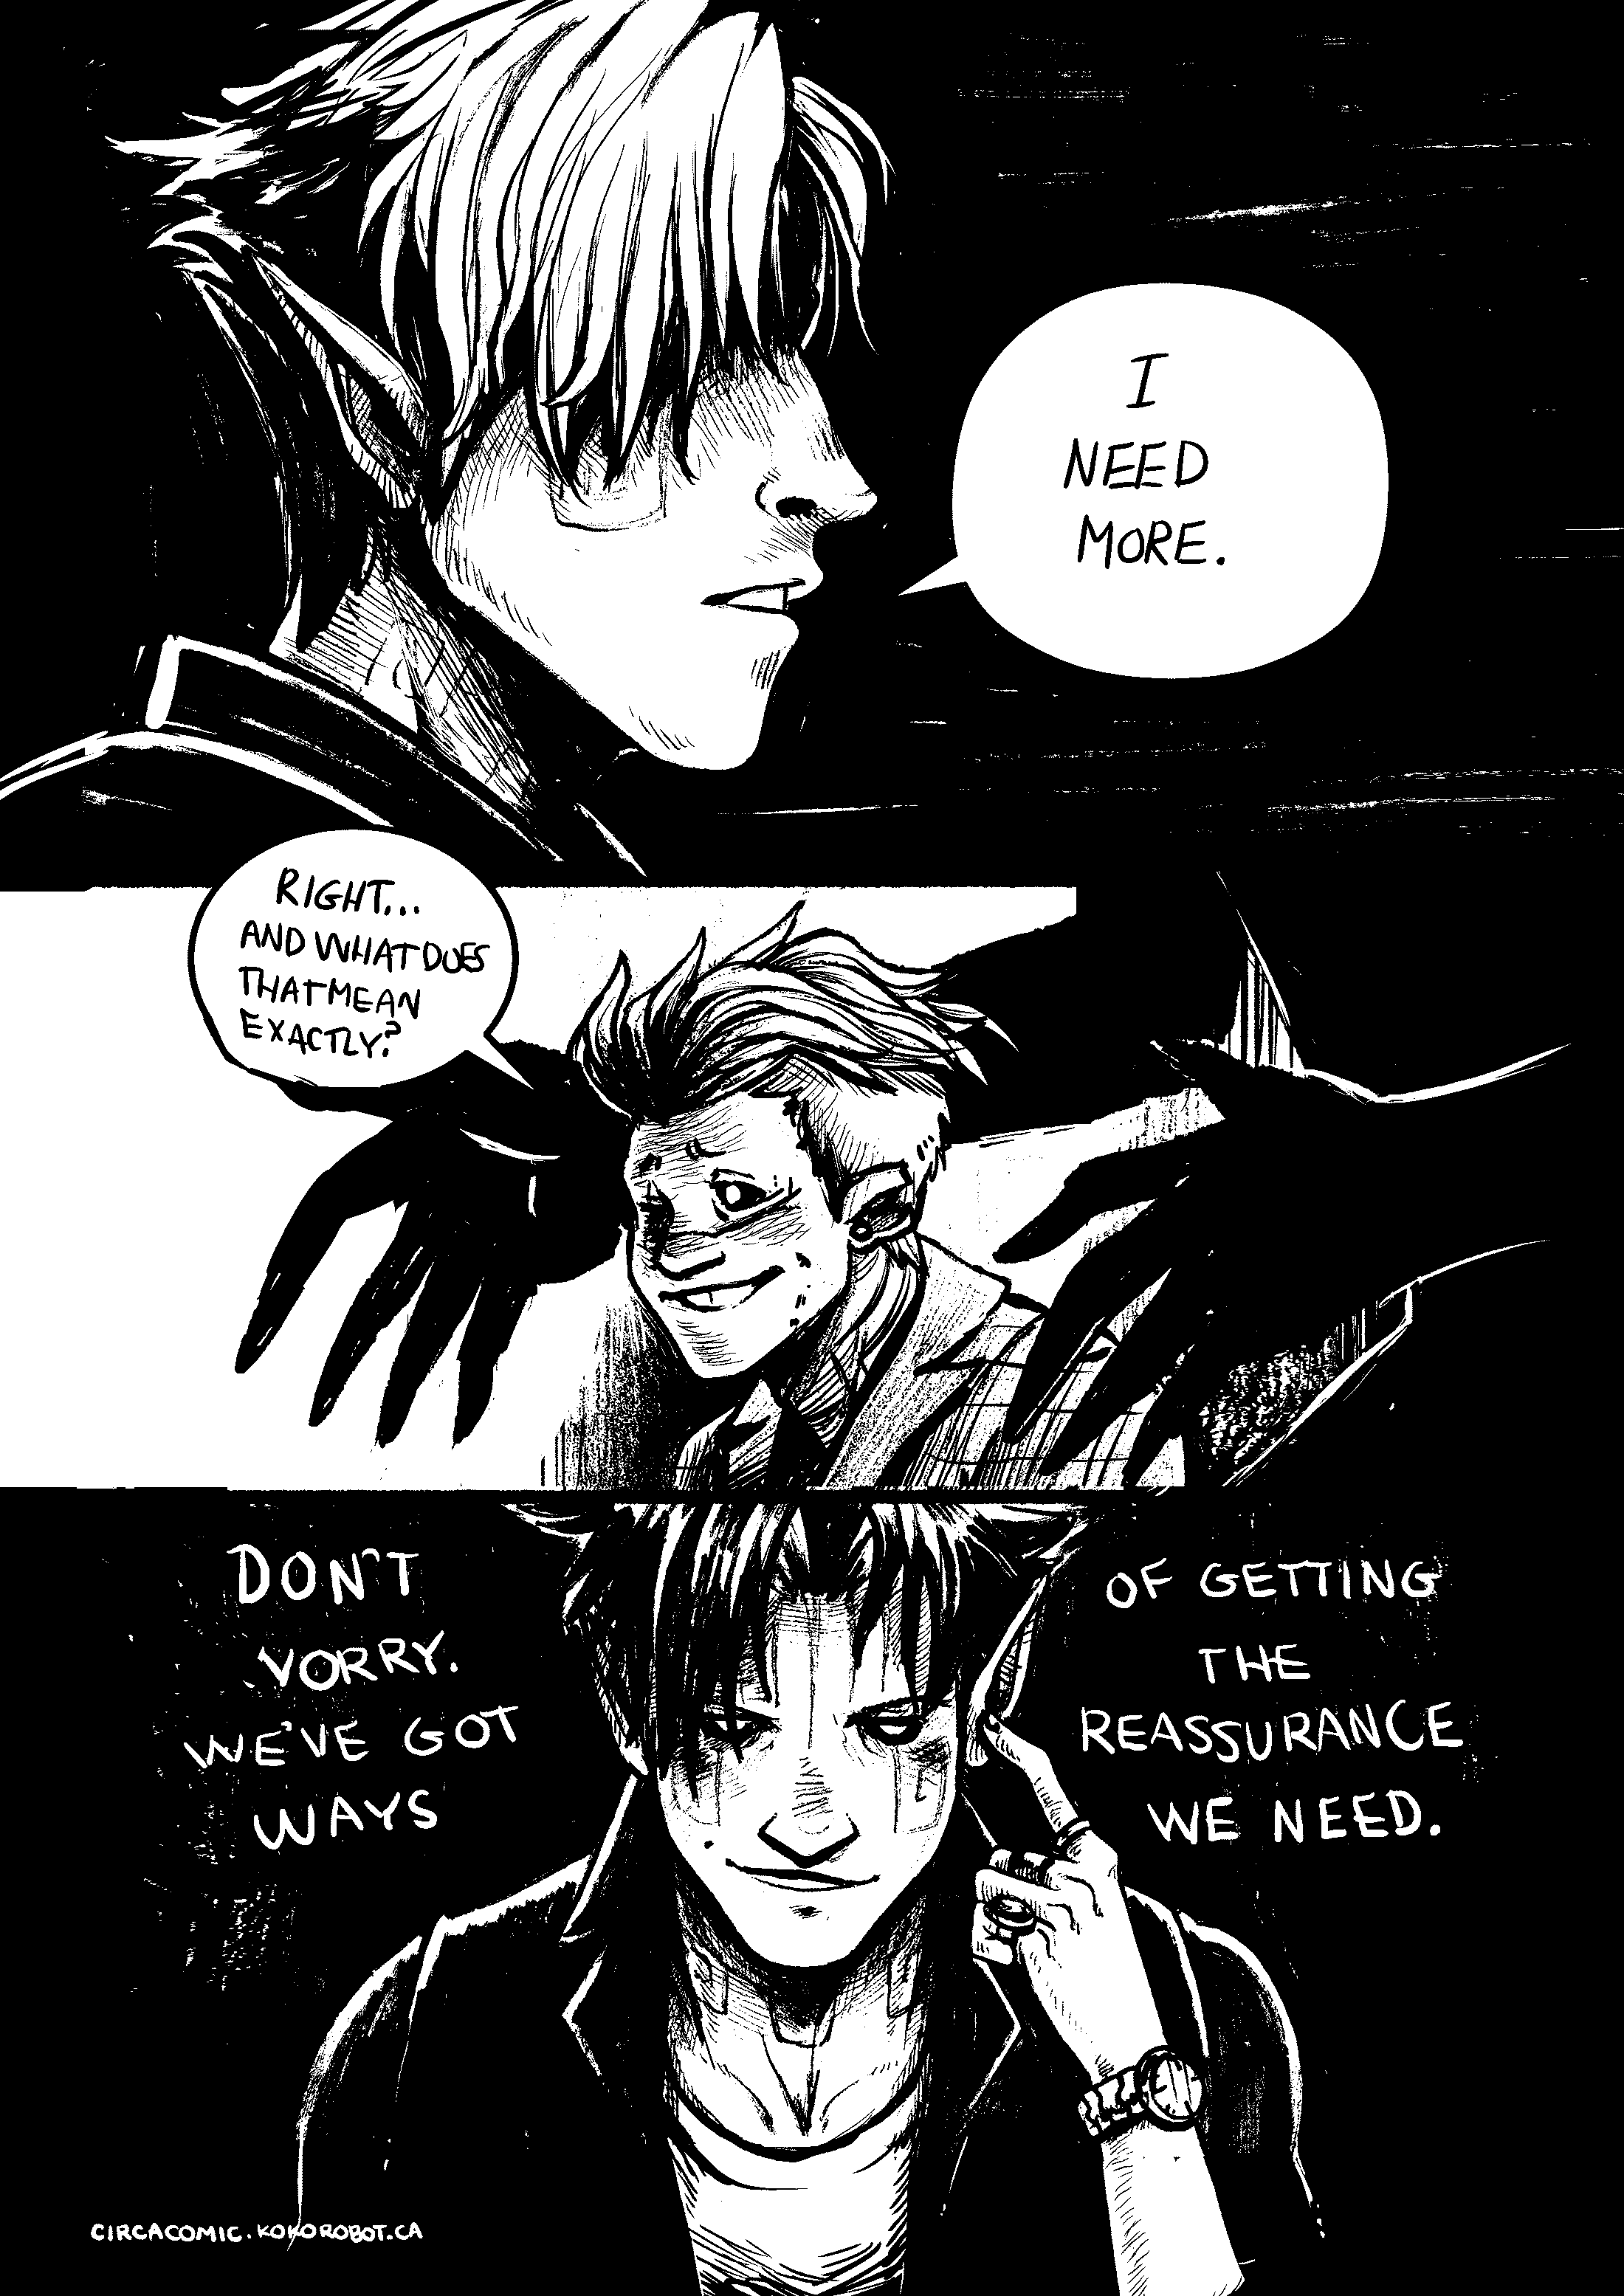 I
NEED
MORE.
RIGHT...
AND WHAT DOES
THAT MEAN
EXACTLY?
DON'T
VORRY.
WE'VE GOT
WAYS
OF GETTING
THE
REASSURANCE
WE NEED.
CIRCACOMIC.KOKOROBOT.CA